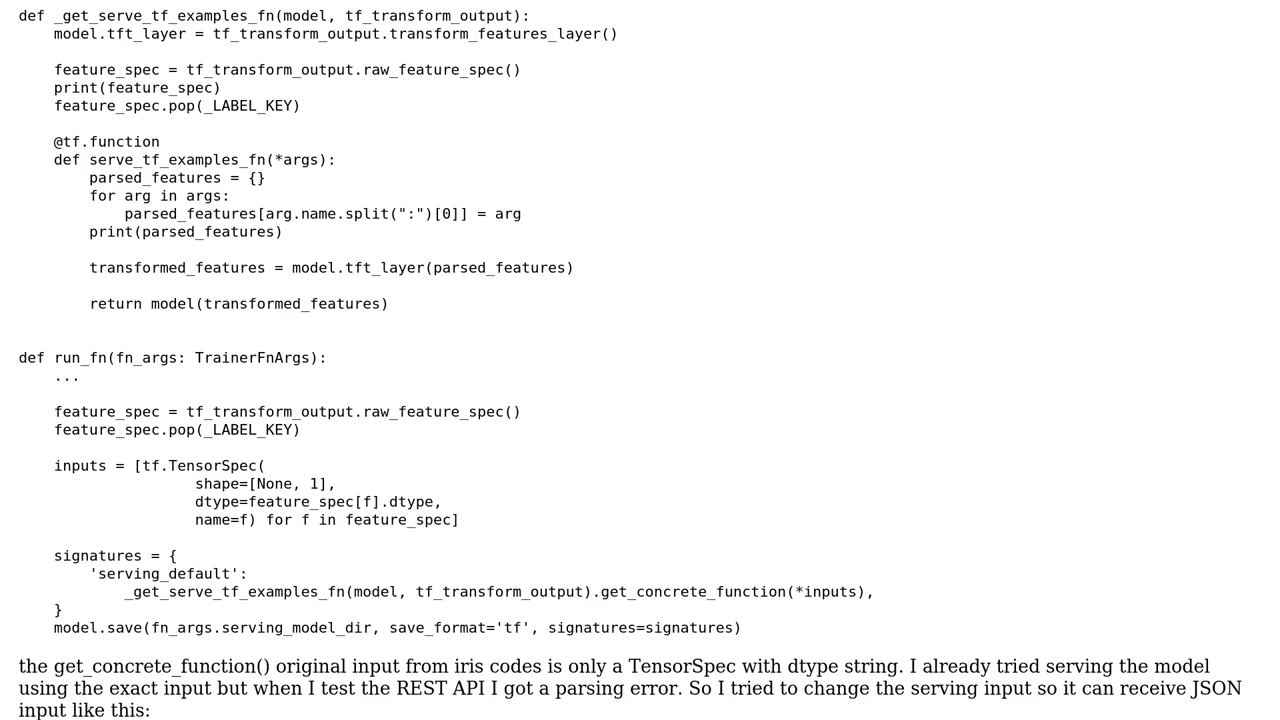 def _get_serve_tf_examples_fn(model, tf_transform_output):
    model.tft_layer = tf_transform_output.transform_features_layer()

    feature_spec = tf_transform_output.raw_feature_spec()
    print(feature_spec)
    feature_spec.pop(_LABEL_KEY)

    @tf.function
    def serve_tf_examples_fn(*args):
        parsed_features = {}
        for arg in args:
            parsed_features[arg.name.split(":")[0]] = arg
        print(parsed_features)

        transformed_features = model.tft_layer(parsed_features)

        return model(transformed_features)


def run_fn(fn_args: TrainerFnArgs):
    ...

    feature_spec = tf_transform_output.raw_feature_spec()
    feature_spec.pop(_LABEL_KEY)

    inputs = [tf.TensorSpec(
                    shape=[None, 1],
                    dtype=feature_spec[f].dtype,
                    name=f) for f in feature_spec]

    signatures = {
        'serving_default':
            _get_serve_tf_examples_fn(model, tf_transform_output).get_concrete_function(*inputs),
    }
    model.save(fn_args.serving_model_dir, save_format='tf', signatures=signatures)

the get_concrete_function() original input from iris codes is only a TensorSpec with dtype string. I already tried serving the model
using the exact input but when I test the REST API I got a parsing error. So I tried to change the serving input so it can receive JSON
input like this: